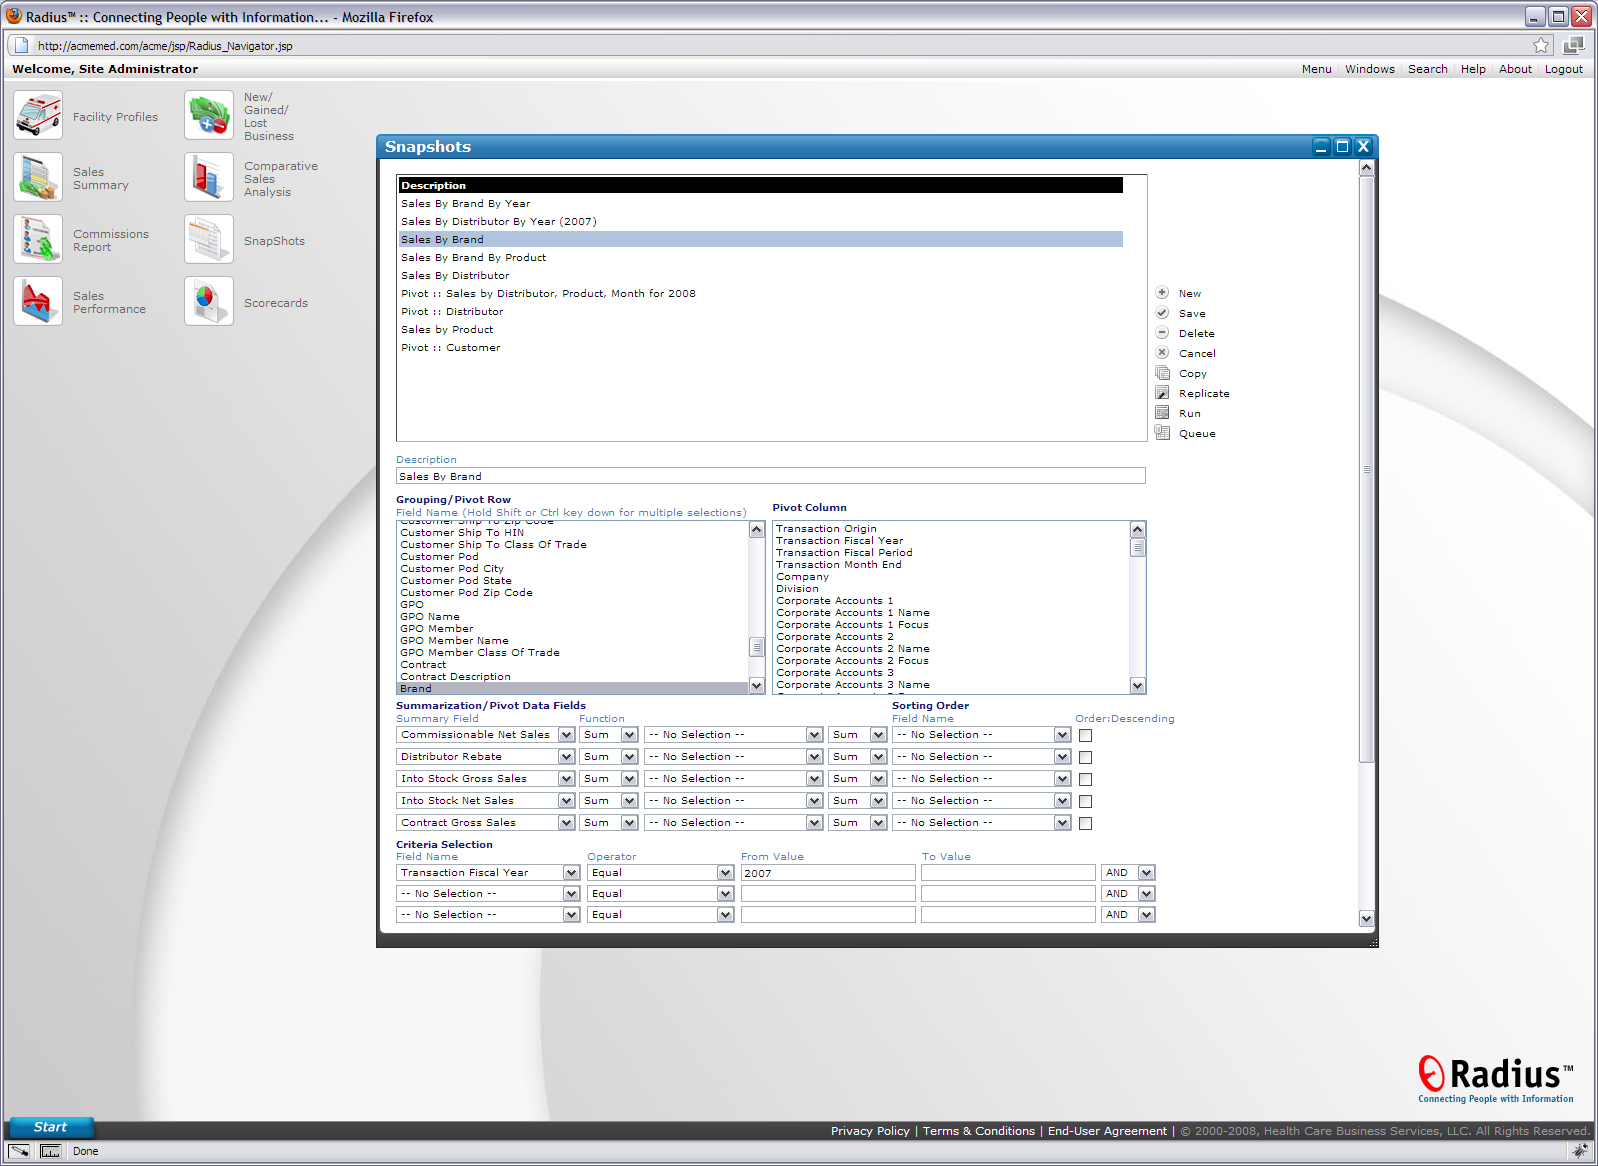 Radius™ :: Connecting People with Information... - Mozilla Firefox
http://acmemed.com/acme/jsp/Radius_Navigator.jsp
Welcome, Site Administrator
Menu Windows Search Help About Logout
Facility Profiles
New/
Gained/
Lost
Business
Sales
Summary
Comparative
Sales
Analysis
Commissions
Report
SnapShots
Sales
Performance
Scorecards
Snapshots
Description
Sales By Brand By Year
Sales By Distributor By Year (2007)
Sales By Brand
Sales By Brand By Product
Sales By Distributor
Pivot :: Sales by Distributor, Product, Month for 2008
Pivot :: Distributor
Sales by Product
Pivot :: Customer
New
Save
Delete
Cancel
Copy
Replicate
Run
Queue
Description
Sales By Brand
Grouping/Pivot Row
Field Name (Hold Shift or Ctrl key down for multiple selections)
Customer Ship To Zip Code
Customer Ship To HIN
Customer Ship To Class Of Trade
Customer Pod
Customer Pod City
Customer Pod State
Customer Pod Zip Code
GPO
GPO Name
GPO Member
GPO Member Name
GPO Member Class Of Trade
Contract
Contract Description
Brand
Pivot Column
Transaction Origin
Transaction Fiscal Year
Transaction Fiscal Period
Transaction Month End
Company
Division
Corporate Accounts 1
Corporate Accounts 1 Name
Corporate Accounts 1 Focus
Corporate Accounts 2
Corporate Accounts 2 Name
Corporate Accounts 2 Focus
Corporate Accounts 3
Corporate Accounts 3 Name
Summarization/Pivot Data Fields Sorting Order
Summary Field Function Field Name Order:Descending
Commissionable Net Sales Sum -- No Selection -- Sum -- No Selection --
Distributor Rebate Sum -- No Selection -- Sum -- No Selection --
Into Stock Gross Sales Sum -- No Selection -- Sum -- No Selection --
Into Stock Net Sales Sum -- No Selection -- Sum -- No Selection --
Contract Gross Sales Sum -- No Selection -- Sum -- No Selection --
Criteria Selection
Field Name Operator From Value To Value
Transaction Fiscal Year Equal 2007 AND
-- No Selection -- Equal AND
-- No Selection -- Equal AND
Radius™
Connecting People with Information
Start
Privacy Policy | Terms & Conditions | End-User Agreement | © 2000-2008, Health Care Business Services, LLC. All Rights Reserved.
Done